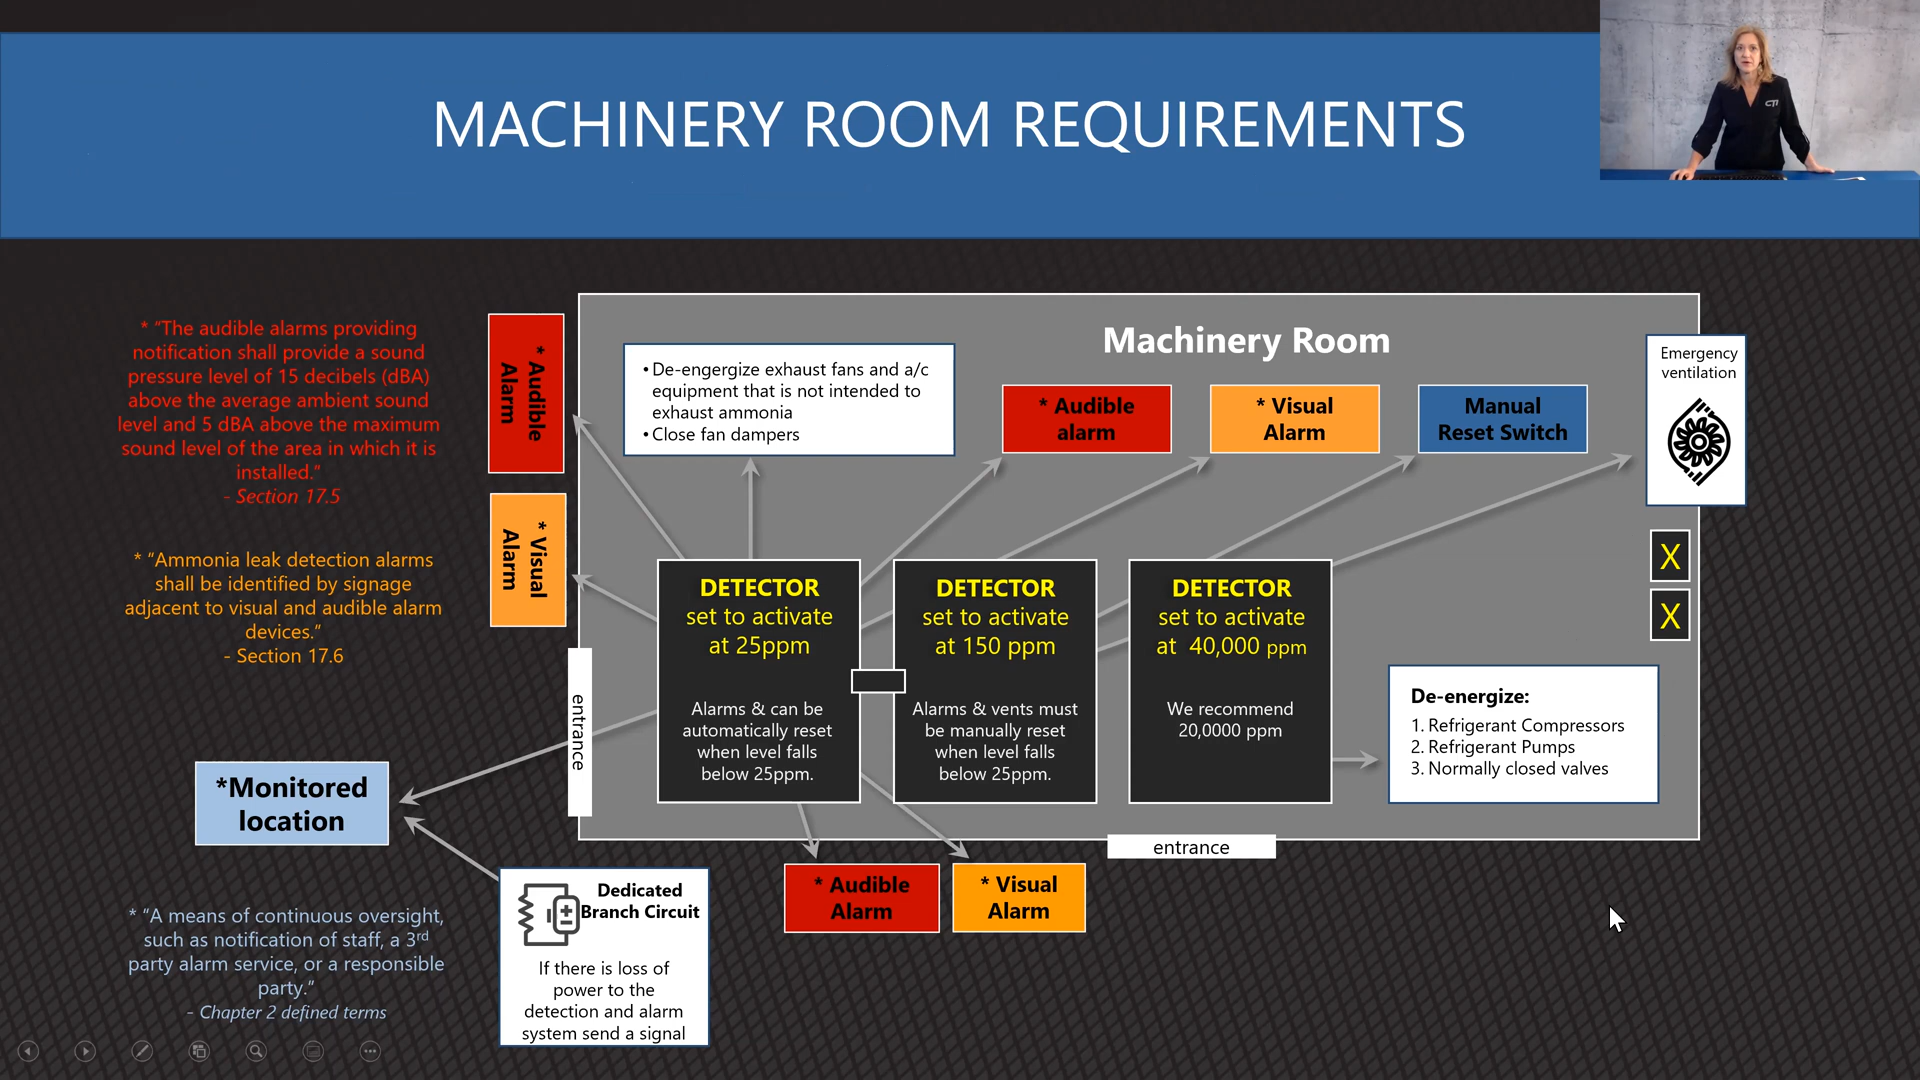 MACHINERY ROOM REQUIREMENTS
CTI
* “The audible alarms providing
notification shall provide a sound
pressure level of 15 decibels (dBA)
above the average ambient sound
level and 5 dBA above the maximum
sound level of the area in which it is
installed.”
- Section 17.5
* “Ammonia leak detection alarms
shall be identified by signage
adjacent to visual and audible alarm
devices.”
- Section 17.6
*Monitored
location
* “A means of continuous oversight,
such as notification of staff, a 3rd
party alarm service, or a responsible
party.”
- Chapter 2 defined terms
* Audible
Alarm
* Visual
Alarm
entrance
Machinery Room
•De-engergize exhaust fans and a/c
equipment that is not intended to
exhaust ammonia
•Close fan dampers
* Audible
alarm
* Visual
Alarm
Manual
Reset Switch
Emergency
ventilation
X
X
DETECTOR
set to activate
at 25ppm
Alarms & can be
automatically reset
when level falls
below 25ppm.
DETECTOR
set to activate
at 150 ppm
Alarms & vents must
be manually reset
when level falls
below 25ppm.
DETECTOR
set to activate
at 40,000 ppm
We recommend
20,0000 ppm
De-energize:
1. Refrigerant Compressors
2. Refrigerant Pumps
3. Normally closed valves
entrance
* Audible
Alarm
* Visual
Alarm
Dedicated
Branch Circuit
If there is loss of
power to the
detection and alarm
system send a signal